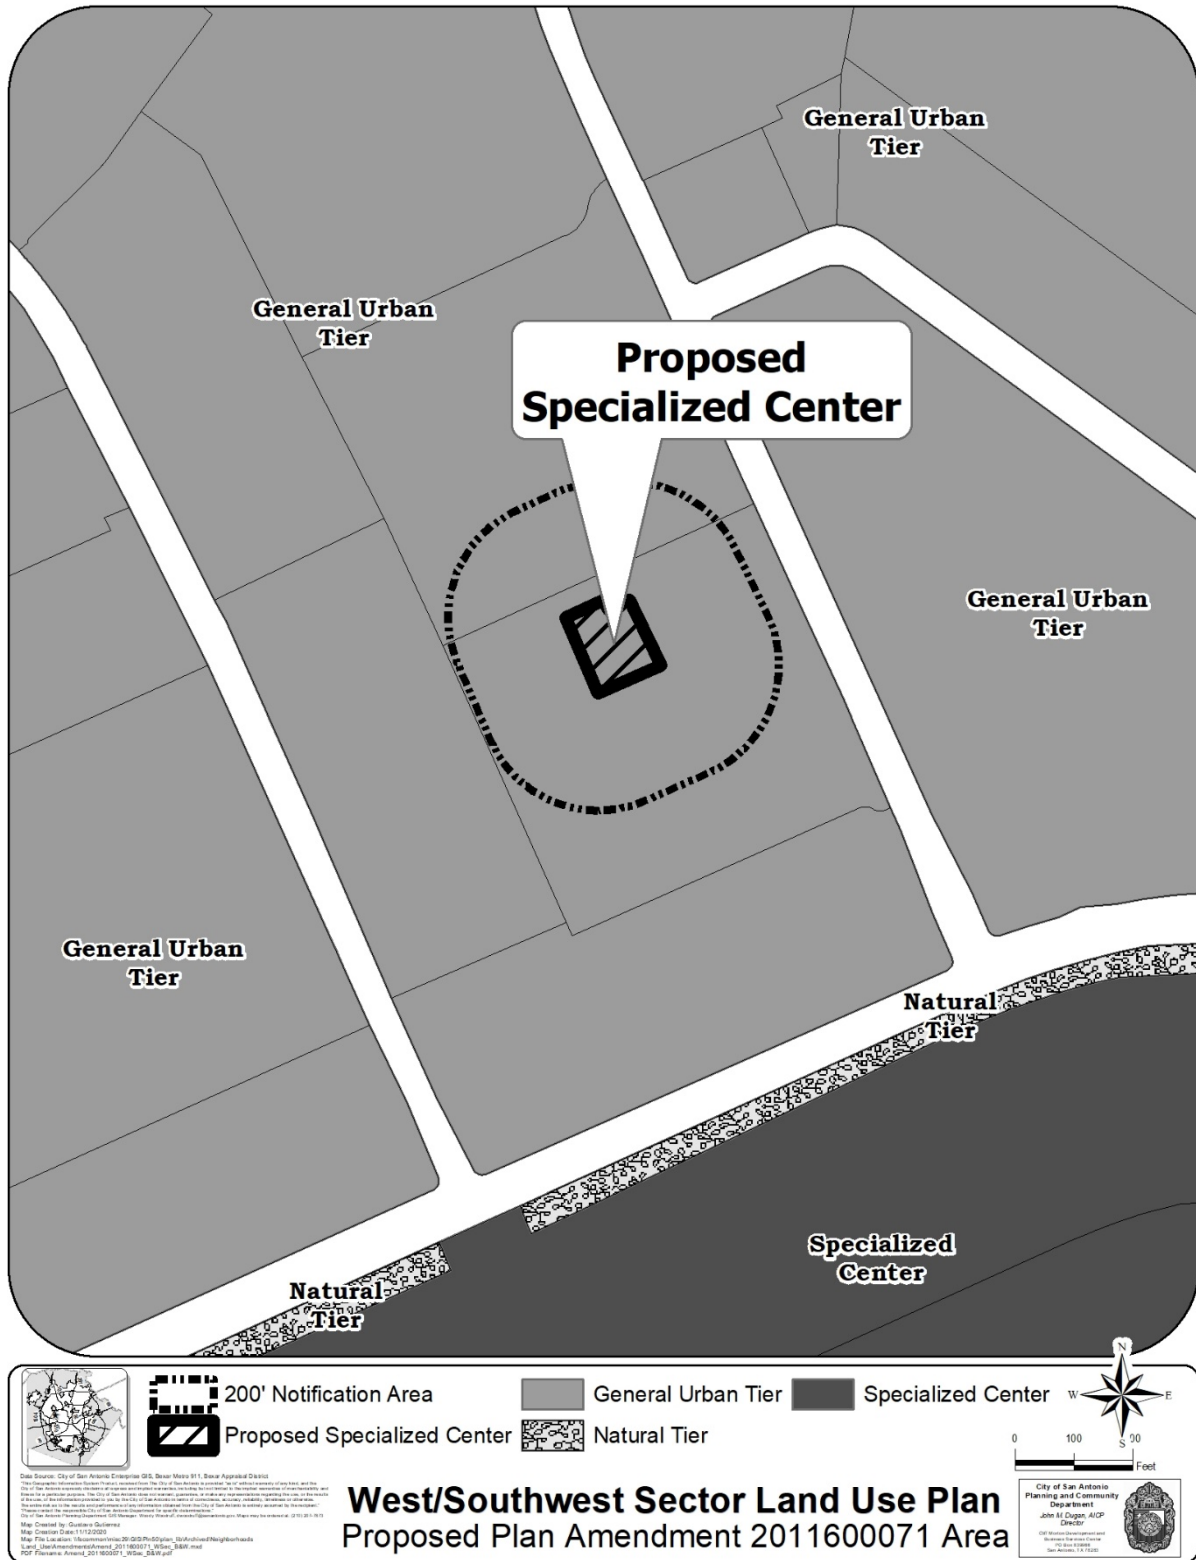 General Urban
Tier
General Urban
Tier
Proposed
Specialized Center
General Urban
Tier
General Urban
Tier
Natural
Tier
Specialized
Center
Natural
Tier
200' Notification Area
Proposed Specialized Center
General Urban Tier
Natural Tier
Specialized Center
N
W
E
S
0 100
Feet
Data Source: City of San Antonio Enterprise GIS, Bexar Metro 911, Bexar Appraisal District
Map Created by: Gustavo Gutierrez
Map Creation Date: 11/12/2020
West/Southwest Sector Land Use Plan
Proposed Plan Amendment 2011600071 Area
City of San Antonio
Planning and Community
Department
John M. Dugan, AICP
Director